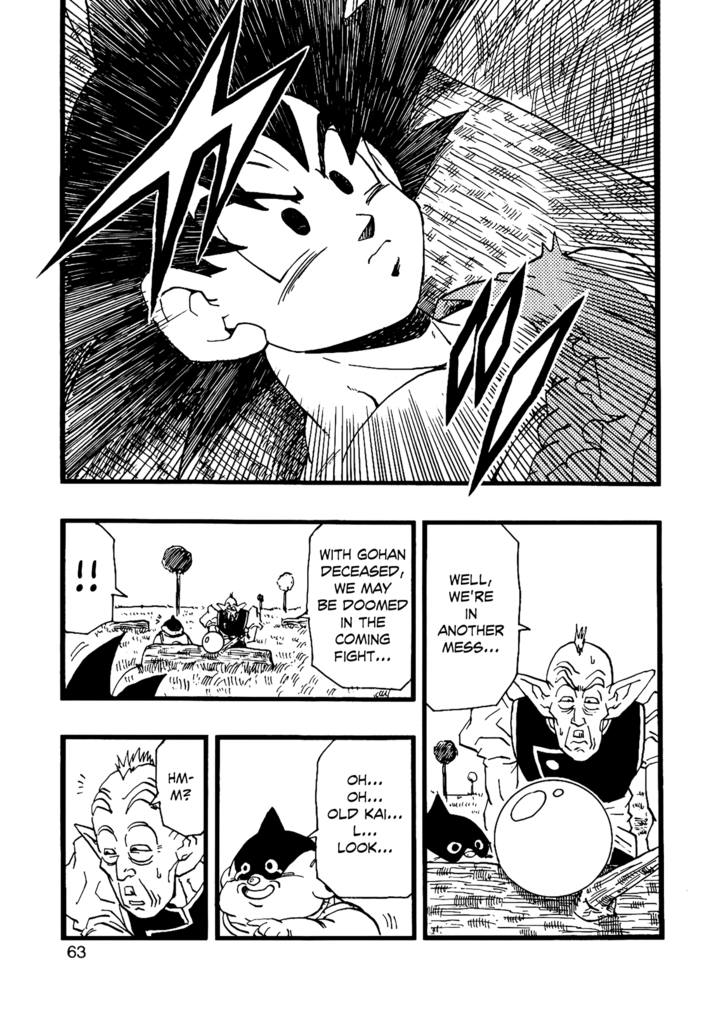 WELL,
WE'RE
IN
ANOTHER
MESS...
WITH GOHAN
DECEASED,
WE MAY
BE DOOMED
IN THE
COMING
FIGHT...
!!
OH...
OH...
OLD KAI...
L...
LOOK...
HM-
M?
63